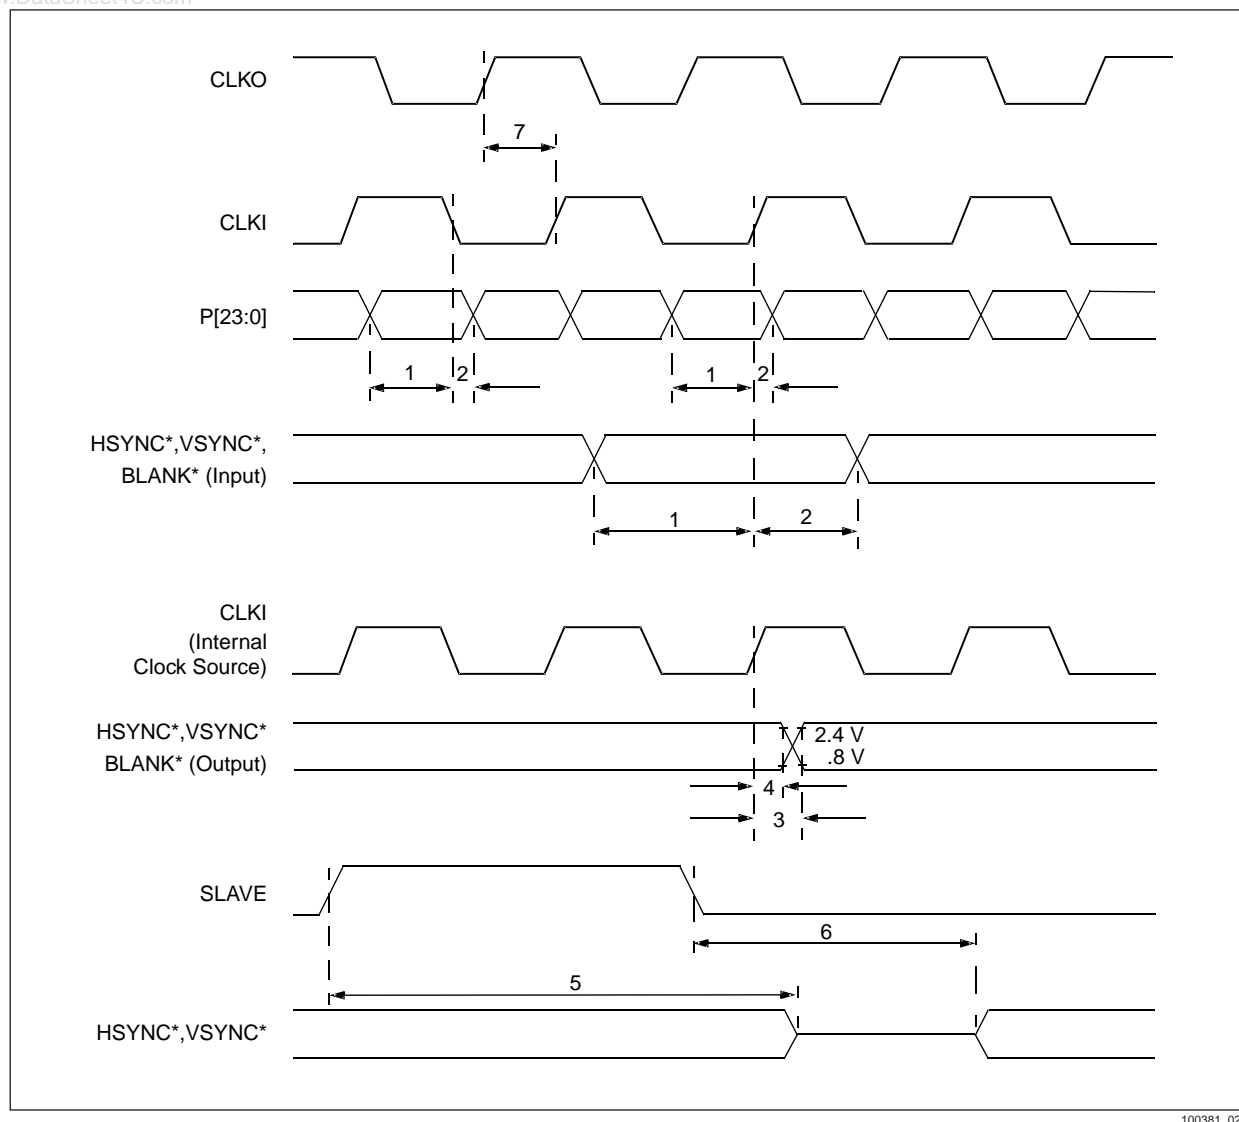 CLKO
7
CLKI
P[23:0]
1 2 1 2
HSYNC*,VSYNC*,
BLANK* (Input)
1 2
CLKI
(Internal
Clock Source)
HSYNC*,VSYNC*
BLANK* (Output)
2.4 V
.8 V
4
3
SLAVE
6
5
HSYNC*,VSYNC*